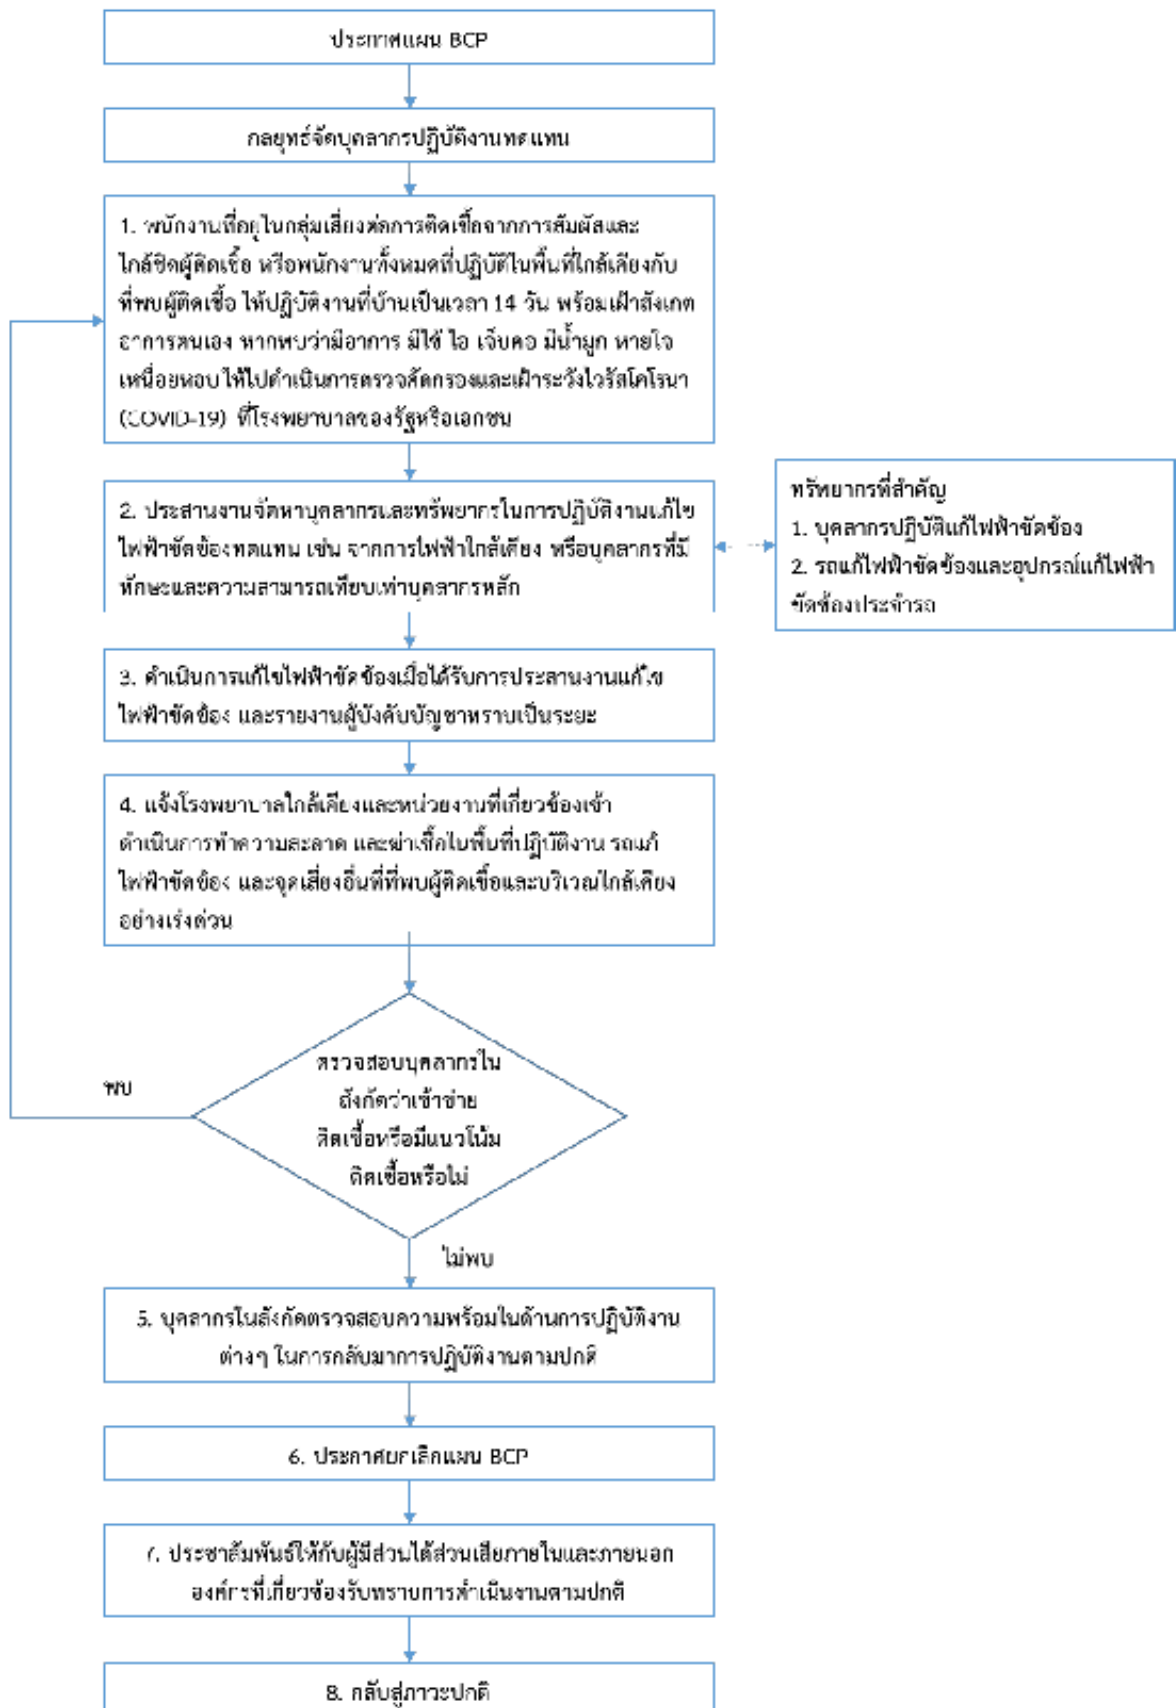 ประกาศแผน BCP
กลยุทธ์จัดบุคลากรปฏิบัติงานทดแทน
1. พนักงานที่อยู่ในกลุ่มเสี่ยงต่อการติดเชื้อจากการสัมผัสและ
ใกล้ชิดผู้ติดเชื้อ หรือพนักงานทั้งหมดที่ปฏิบัติในพื้นที่ใกล้เคียงกับ
ที่พบผู้ติดเชื้อ ให้ปฏิบัติงานที่บ้านเป็นเวลา 14 วัน พร้อมเฝ้าสังเกต
อาการตนเอง หากพบว่ามีอาการ มีไข้ ไอ เจ็บคอ มีน้ำมูก หายใจ
เหนื่อยหอบ ให้ไปดำเนินการตรวจคัดกรองและเฝ้าระวังไวรัสโคโรนา
(COVID-19) ที่โรงพยาบาลของรัฐหรือเอกชน
2. ประสานงานจัดหาบุคลากรและทรัพยากรในการปฏิบัติงานแก้ไข
ไฟฟ้าขัดข้องทดแทน เช่น จากการไฟฟ้าใกล้เคียง หรือบุคลากรที่มี
ทักษะและความสามารถเทียบเท่าบุคลากรหลัก
ทรัพยากรที่สำคัญ
1. บุคลากรปฏิบัติแก้ไฟฟ้าขัดข้อง
2. รถแก้ไฟฟ้าขัดข้องและอุปกรณ์แก้ไฟฟ้า
ขัดข้องประจำรถ
3. ดำเนินการแก้ไขไฟฟ้าขัดข้องเมื่อได้รับการประสานงานแก้ไข
ไฟฟ้าขัดข้อง และรายงานผู้บังคับบัญชาทราบเป็นระยะ
4. แจ้งโรงพยาบาลใกล้เคียงและหน่วยงานที่เกี่ยวข้องเข้า
ดำเนินการทำความสะอาด และฆ่าเชื้อในพื้นที่ปฏิบัติงาน รถแก้
ไฟฟ้าขัดข้อง และจุดเสี่ยงอื่นที่ที่พบผู้ติดเชื้อและบริเวณใกล้เคียง
อย่างเร่งด่วน
ตรวจสอบบุคลากรใน
สังกัดว่าเข้าข่าย
ติดเชื้อหรือมีแนวโน้ม
ติดเชื้อหรือไม่
พบ
ไม่พบ
5. บุคลากรในสังกัดตรวจสอบความพร้อมในด้านการปฏิบัติงาน
ต่างๆ ในการกลับมาการปฏิบัติงานตามปกติ
6. ประกาศยกเลิกแผน BCP
7. ประชาสัมพันธ์ให้กับผู้มีส่วนได้ส่วนเสียภายในและภายนอก
องค์กรที่เกี่ยวข้องรับทราบการดำเนินงานตามปกติ
8. กลับสู่ภาวะปกติ